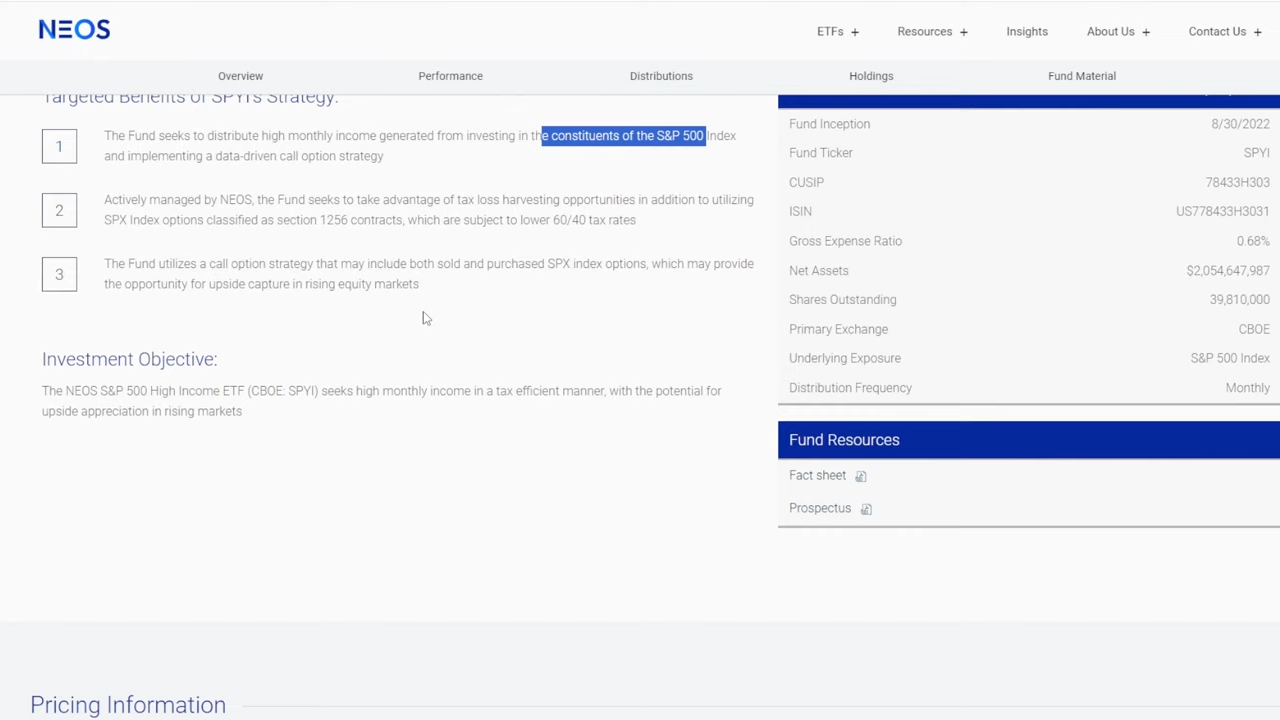 NEOS
ETFs +
Resources +
Insights
About Us +
Contact Us +
Overview
Performance
Distributions
Holdings
Fund Material
Targeted Benefits of SPYI's Strategy:
1
The Fund seeks to distribute high monthly income generated from investing in the constituents of the S&P 500 Index
and implementing a data-driven call option strategy
2
Actively managed by NEOS, the Fund seeks to take advantage of tax loss harvesting opportunities in addition to utilizing
SPX Index options classified as section 1256 contracts, which are subject to lower 60/40 tax rates
3
The Fund utilizes a call option strategy that may include both sold and purchased SPX index options, which may provide
the opportunity for upside capture in rising equity markets
Investment Objective:
The NEOS S&P 500 High Income ETF (CBOE: SPYI) seeks high monthly income in a tax efficient manner, with the potential for
upside appreciation in rising markets
Fund Inception 8/30/2022
Fund Ticker SPYI
CUSIP 78433H303
ISIN US778433H3031
Gross Expense Ratio 0.68%
Net Assets $2,054,647,987
Shares Outstanding 39,810,000
Primary Exchange CBOE
Underlying Exposure S&P 500 Index
Distribution Frequency Monthly
Fund Resources
Fact sheet
Prospectus
Pricing Information